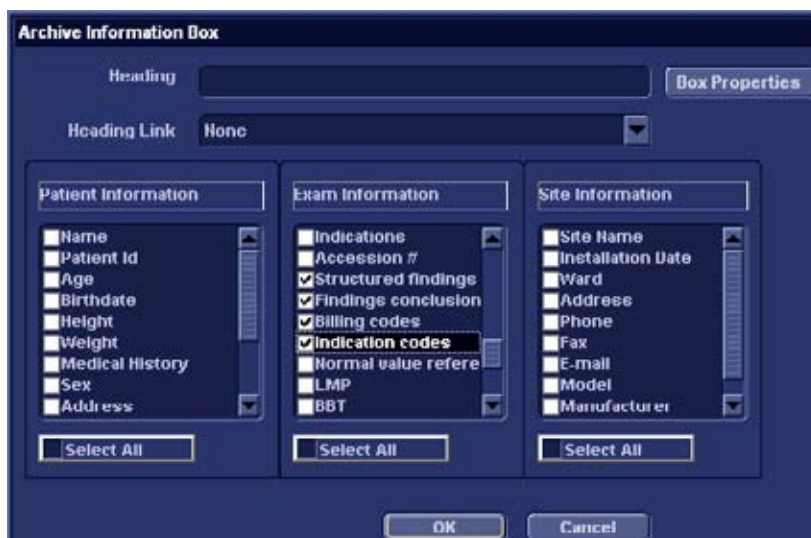 Archive Information Box
Heading
Box Properties
Heading Link None
Patient Information
Name
Patient Id
Age
Birthdate
Height
Weight
Medical History
Sex
Address
Select All
Exam Information
Indications
Accession #
Structured findings
Findings conclusion
Billing codes
Indication codes
Normal value refere
LMP
BBT
Select All
Site Information
Site Name
Installation Date
Ward
Address
Phone
Fax
E-mail
Model
Manufacturer
Select All
OK Cancel